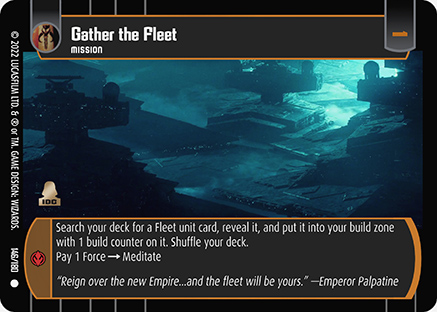 Gather the Fleet
MISSION
1
© 2022 LUCASFILM LTD. & ® or TM. GAME DESIGN: WIZARDS.
IDC
Search your deck for a Fleet unit card, reveal it, and put it into your build zone
with 1 build counter on it. Shuffle your deck.
Pay 1 Force → Meditate
“Reign over the new Empire...and the fleet will be yours.” —Emperor Palpatine
146/180